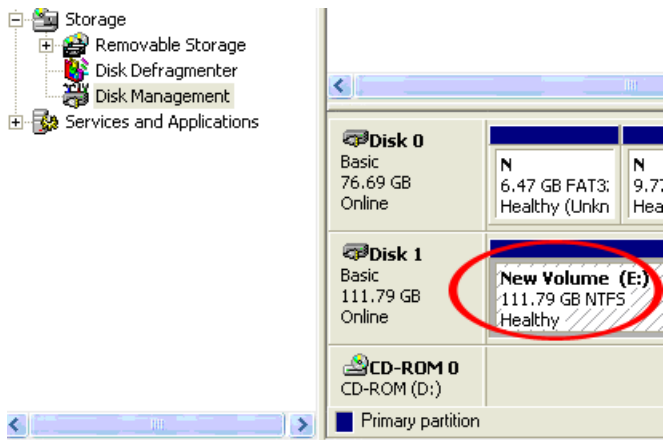 Storage
Removable Storage
Disk Defragmenter
Disk Management
Services and Applications
Disk 0
Basic
76.69 GB
Online
N
6.47 GB FAT3
Healthy (Unkn
N
9.77
Hea
Disk 1
Basic
111.79 GB
Online
New Volume (E:)
111.79 GB NTFS
Healthy
CD-ROM 0
CD-ROM (D:)
Primary partition